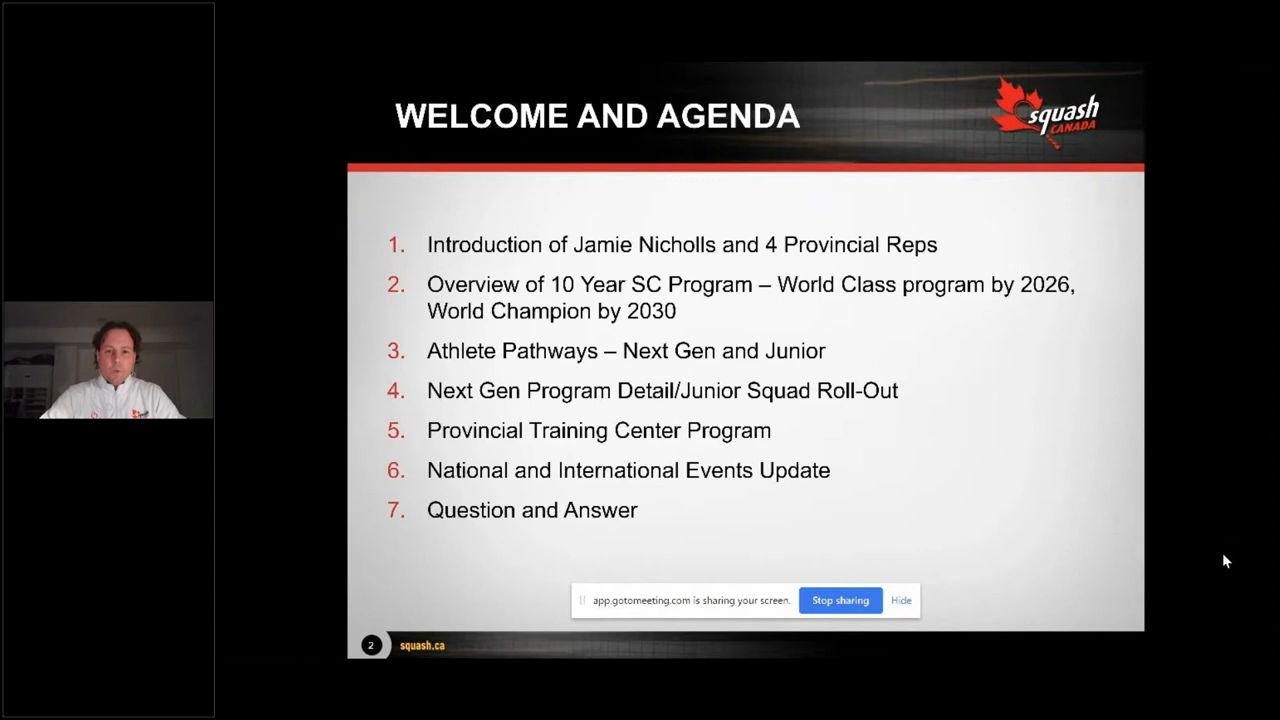 WELCOME AND AGENDA
squash
CANADA
1. Introduction of Jamie Nicholls and 4 Provincial Reps
2. Overview of 10 Year SC Program – World Class program by 2026,
World Champion by 2030
3. Athlete Pathways – Next Gen and Junior
4. Next Gen Program Detail/Junior Squad Roll-Out
5. Provincial Training Center Program
6. National and International Events Update
7. Question and Answer
app.gotomeeting.com is sharing your screen. Stop sharing Hide
2 squash.ca
squash